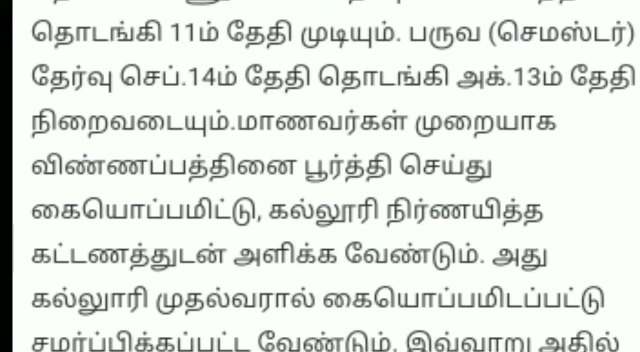 தொடங்கி 11ம் தேதி முடியும். பருவ (செமஸ்டர்)
தேர்வு செப்.14ம் தேதி தொடங்கி அக்.13ம் தேதி
நிறைவடையும்.மாணவர்கள் முறையாக
விண்ணப்பத்தினை பூர்த்தி செய்து
கையொப்பமிட்டு, கல்லூரி நிர்ணயித்த
கட்டணத்துடன் அளிக்க வேண்டும். அது
கல்லுாரி முதல்வரால் கையொப்பமிடப்பட்டு
சமர்ப்பிக்கப்பட்ட வேண்டும். இவ்வாறு அதில்